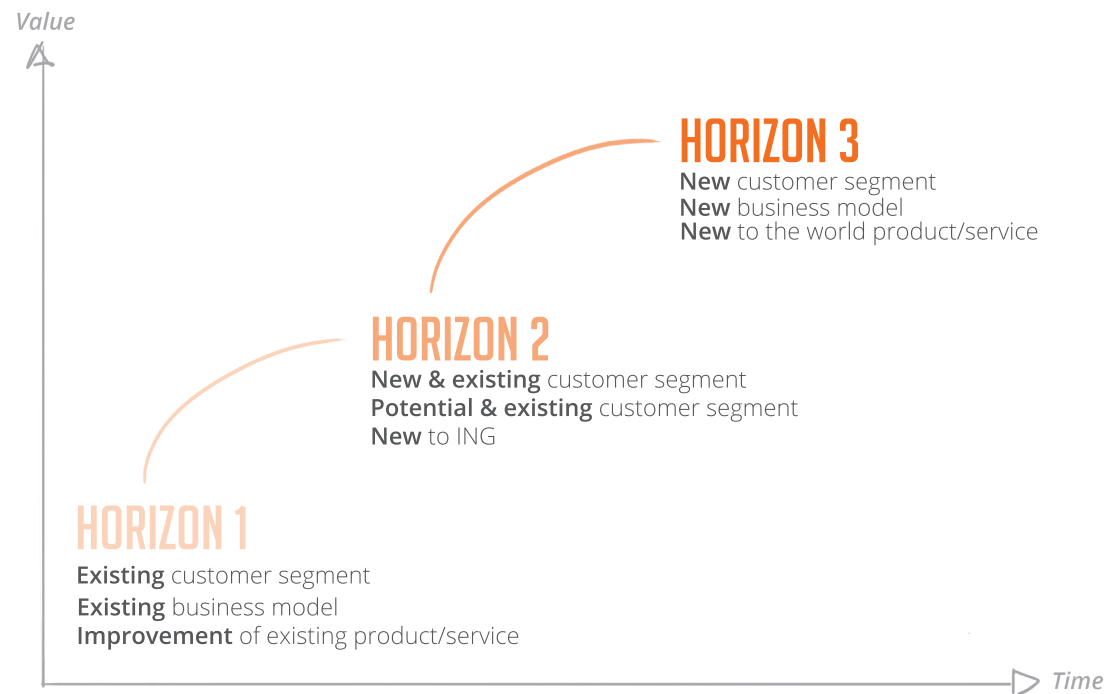 Value
HORIZON 3
New customer segment
New business model
New to the world product/service
HORIZON 2
New & existing customer segment
Potential & existing customer segment
New to ING
HORIZON 1
Existing customer segment
Existing business model
Improvement of existing product/service
Time